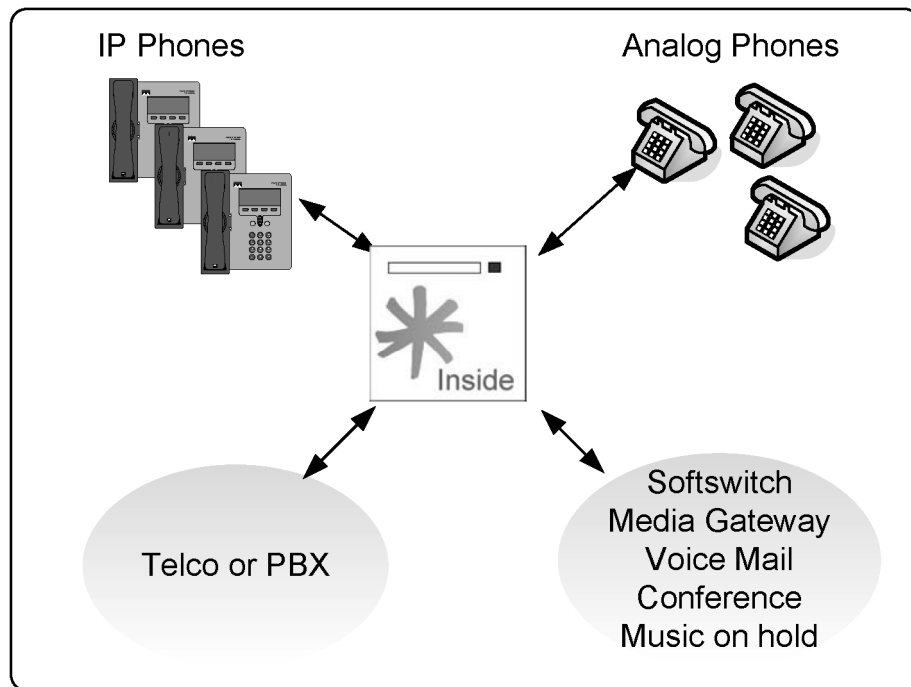 IP Phones
Analog Phones
Inside
Telco or PBX
Softswitch
Media Gateway
Voice Mail
Conference
Music on hold